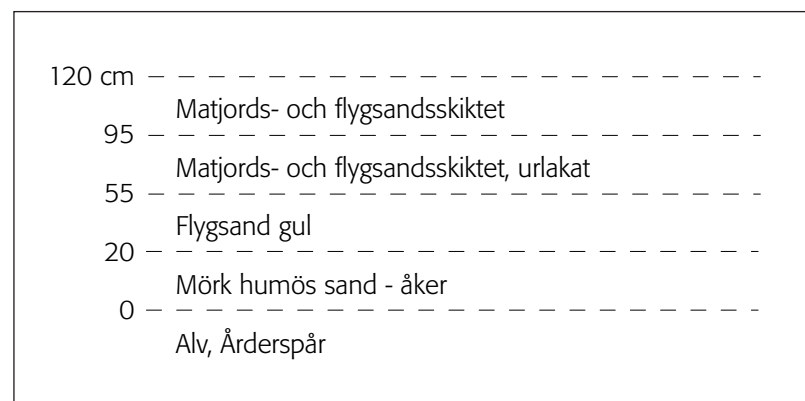 120 cm
Matjords- och flygsandsskiktet
95
Matjords- och flygsandsskiktet, urlakat
55
Flygsand gul
20
Mörk humös sand - åker
0
Alv, Årderspår